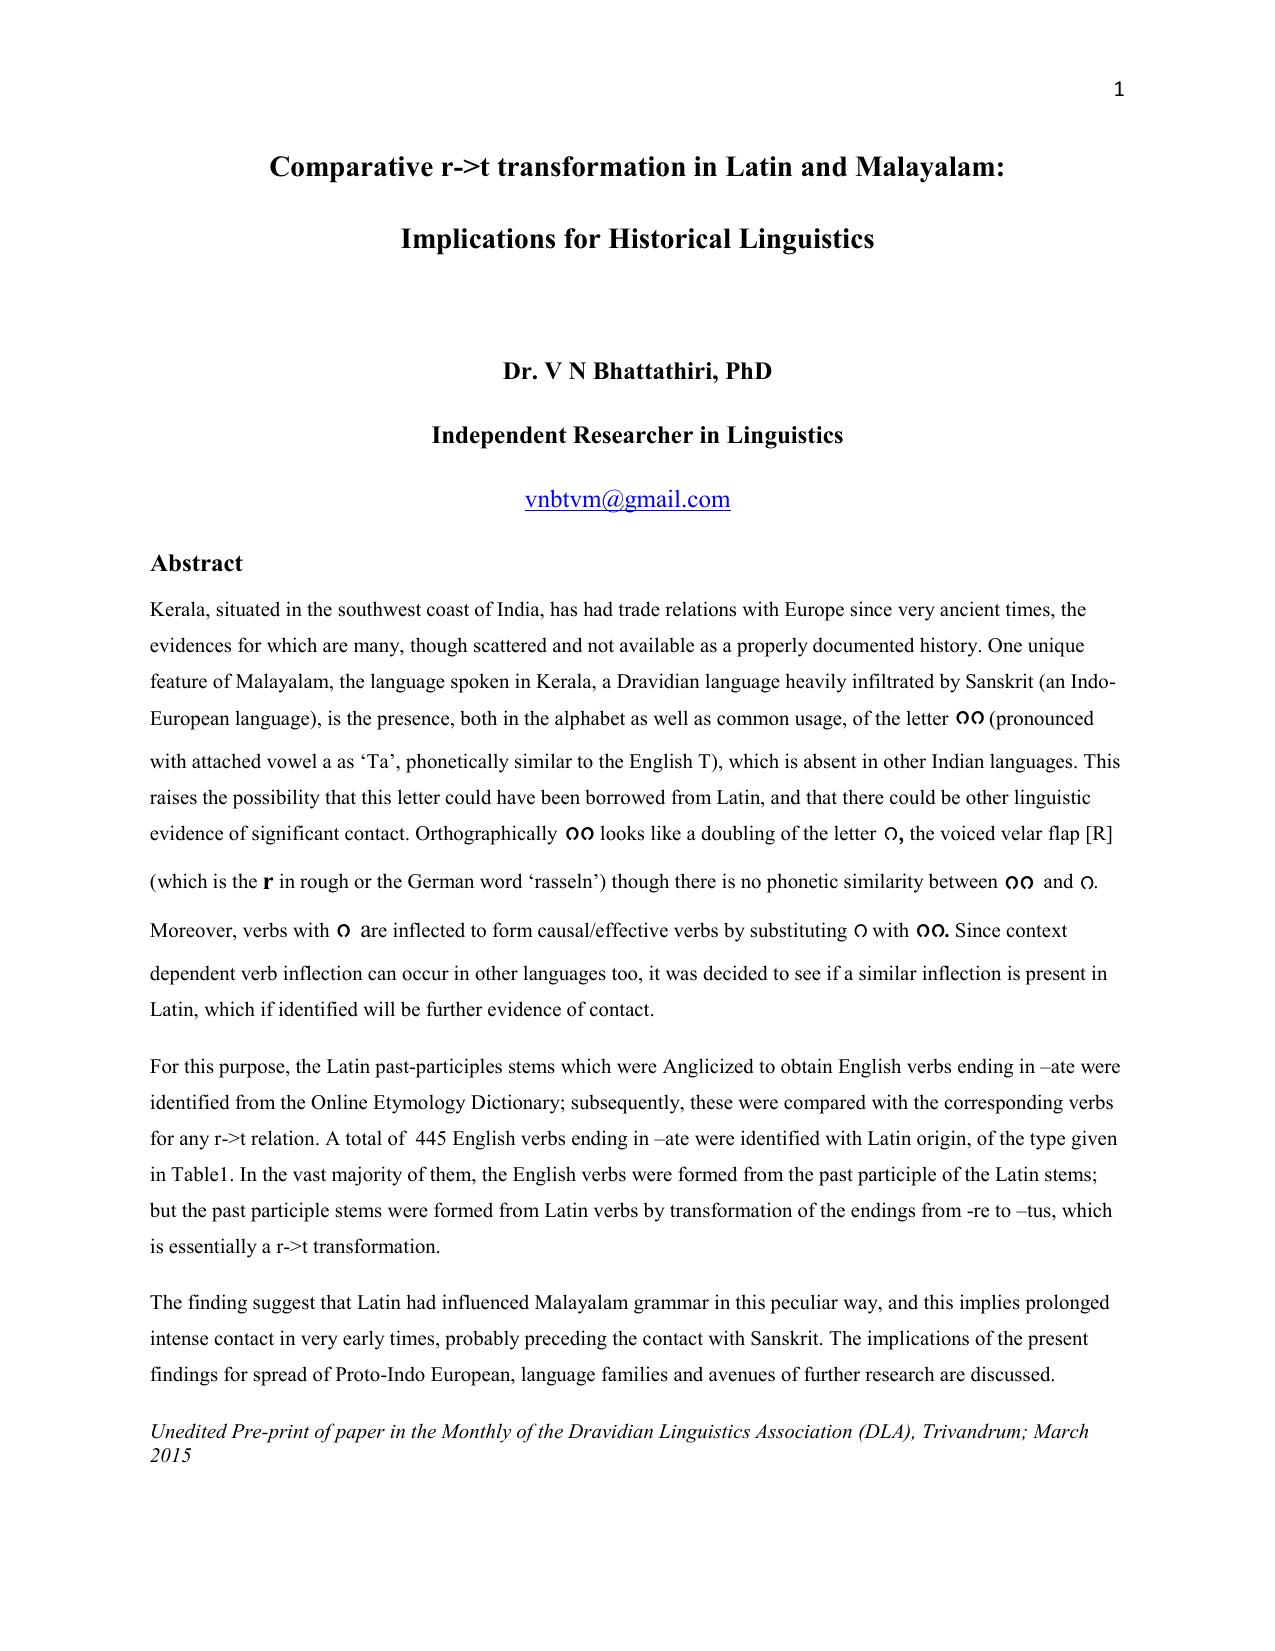 1
Comparative r->t transformation in Latin and Malayalam:
Implications for Historical Linguistics
Dr. V N Bhattathiri, PhD
Independent Researcher in Linguistics
vnbtvm@gmail.com
Abstract
Kerala, situated in the southwest coast of India, has had trade relations with Europe since very ancient times, the
evidences for which are many, though scattered and not available as a properly documented history. One unique
feature of Malayalam, the language spoken in Kerala, a Dravidian language heavily infiltrated by Sanskrit (an Indo-
European language), is the presence, both in the alphabet as well as common usage, of the letter ററ (pronounced
with attached vowel a as ‘Ta’, phonetically similar to the English T), which is absent in other Indian languages. This
raises the possibility that this letter could have been borrowed from Latin, and that there could be other linguistic
evidence of significant contact. Orthographically ററ looks like a doubling of the letter റ, the voiced velar flap [R]
(which is the r in rough or the German word ‘rasseln’) though there is no phonetic similarity between ററ and റ.
Moreover, verbs with റ are inflected to form causal/effective verbs by substituting റ with ററ. Since context
dependent verb inflection can occur in other languages too, it was decided to see if a similar inflection is present in
Latin, which if identified will be further evidence of contact.
For this purpose, the Latin past-participles stems which were Anglicized to obtain English verbs ending in –ate were
identified from the Online Etymology Dictionary; subsequently, these were compared with the corresponding verbs
for any r->t relation. A total of 445 English verbs ending in –ate were identified with Latin origin, of the type given
in Table1. In the vast majority of them, the English verbs were formed from the past participle of the Latin stems;
but the past participle stems were formed from Latin verbs by transformation of the endings from -re to –tus, which
is essentially a r->t transformation.
The finding suggest that Latin had influenced Malayalam grammar in this peculiar way, and this implies prolonged
intense contact in very early times, probably preceding the contact with Sanskrit. The implications of the present
findings for spread of Proto-Indo European, language families and avenues of further research are discussed.
Unedited Pre-print of paper in the Monthly of the Dravidian Linguistics Association (DLA), Trivandrum; March
2015